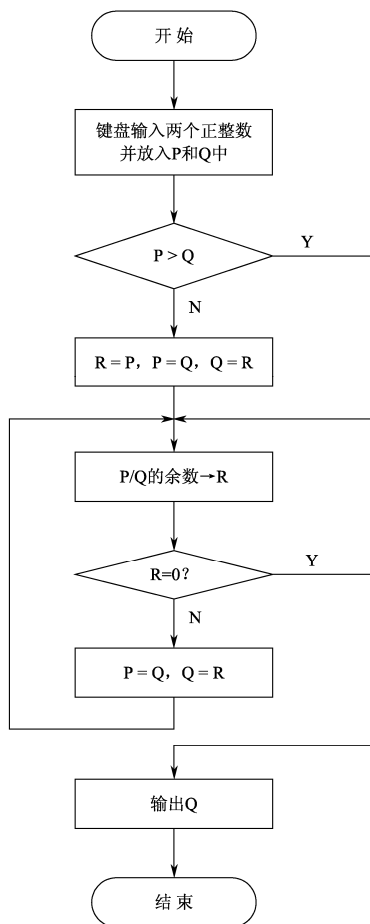 开 始
键盘输入两个正整数
并放入P和Q中
P > Q
Y
N
R = P，P = Q，Q = R
P/Q的余数→R
R=0?
Y
N
P = Q，Q = R
输出Q
结 束